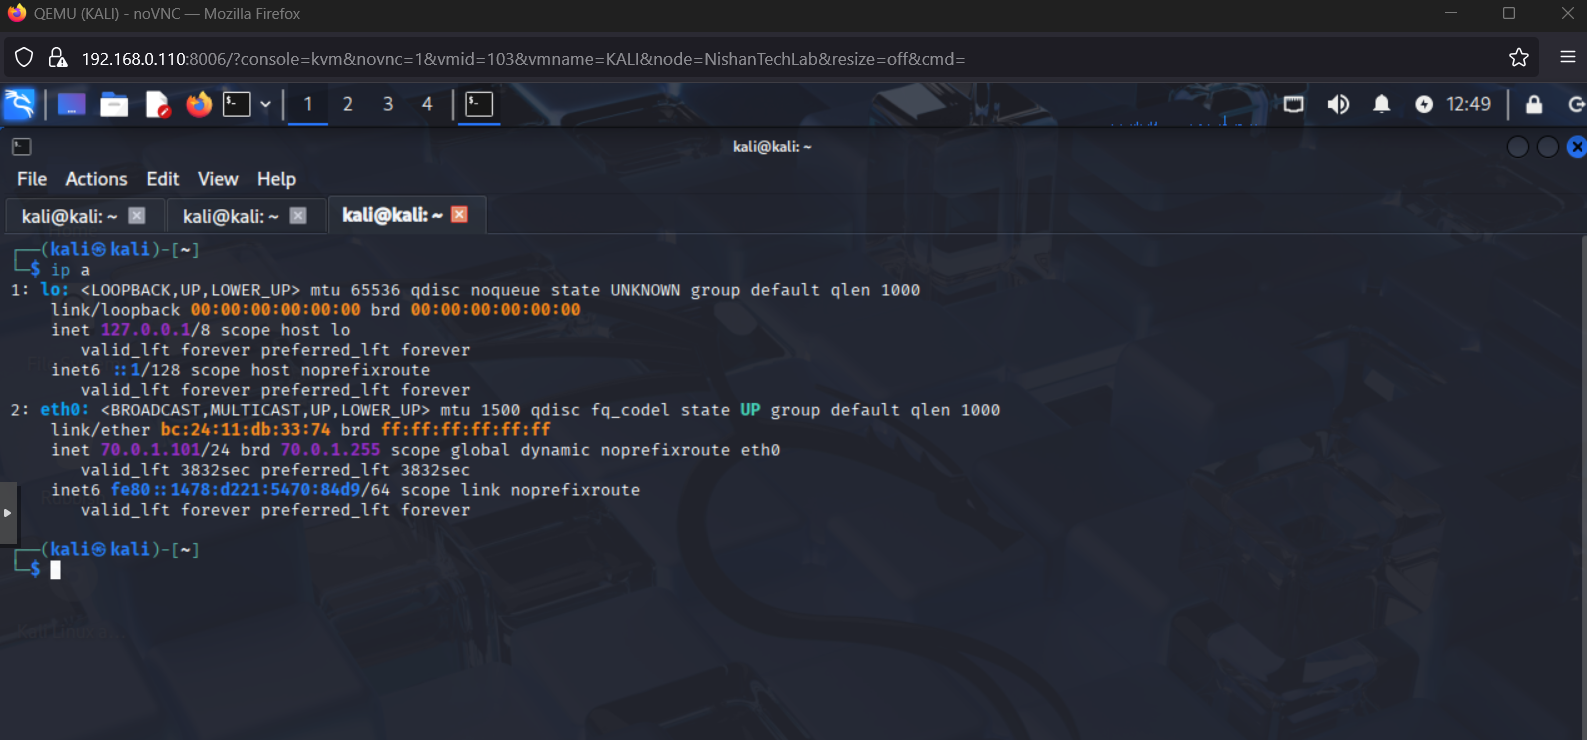 QEMU (KALI) - noVNC — Mozilla Firefox
192.168.0.110:8006/?console=kvm&novnc=1&vmid=103&vmname=KALI&node=NishanTechLab&resize=off&cmd=
1 2 3 4 12:49
kali@kali: ~
File Actions Edit View Help
kali@kali: ~ kali@kali: ~ kali@kali: ~
┌──(kali㉿kali)-[~]
└─$ ip a
1: lo: <LOOPBACK,UP,LOWER_UP> mtu 65536 qdisc noqueue state UNKNOWN group default qlen 1000
link/loopback 00:00:00:00:00:00 brd 00:00:00:00:00:00
inet 127.0.0.1/8 scope host lo
valid_lft forever preferred_lft forever
inet6 ::1/128 scope host noprefixroute
valid_lft forever preferred_lft forever
2: eth0: <BROADCAST,MULTICAST,UP,LOWER_UP> mtu 1500 qdisc fq_codel state UP group default qlen 1000
link/ether bc:24:11:db:33:74 brd ff:ff:ff:ff:ff:ff
inet 70.0.1.101/24 brd 70.0.1.255 scope global dynamic noprefixroute eth0
valid_lft 3832sec preferred_lft 3832sec
inet6 fe80::1478:d221:5470:84d9/64 scope link noprefixroute
valid_lft forever preferred_lft forever
┌──(kali㉿kali)-[~]
└─$
Kali Linux a...